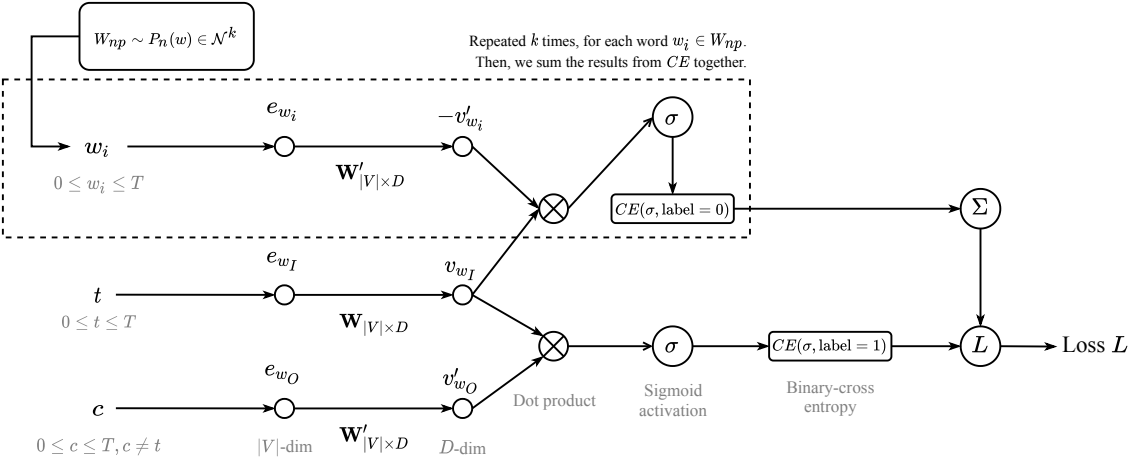 W_{np} ∼ P_n(w) ∈ 𝒩^k
Repeated k times, for each word w_i ∈ W_{np}.
Then, we sum the results from CE together.
e_{w_i}
−v'_{w_i}
σ
w_i
W'_{|V|×D}
0 ≤ w_i ≤ T
CE(σ, label = 0)
Σ
e_{w_I}
v_{w_I}
t
0 ≤ t ≤ T
W_{|V|×D}
σ
CE(σ, label = 1)
L
Loss L
e_{w_O}
v'_{w_O}
Dot product
Sigmoid
activation
Binary-cross
entropy
c
W'_{|V|×D}
0 ≤ c ≤ T, c ≠ t
|V|-dim
D-dim